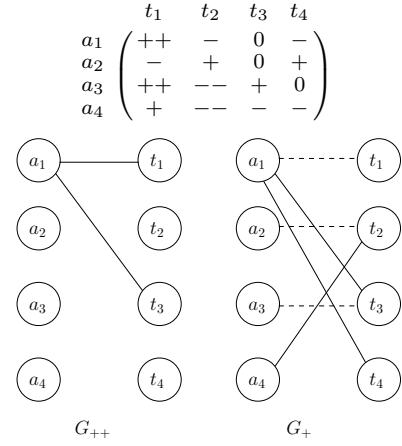 t₁ t₂ t₃ t₄
a₁ ++ − 0 −
a₂ − + 0 +
a₃ ++ −− + 0
a₄ + −− − −
a₁ t₁ a₁ t₁
a₂ t₂ a₂ t₂
a₃ t₃ a₃ t₃
a₄ t₄ a₄ t₄
G₊₊ G₊